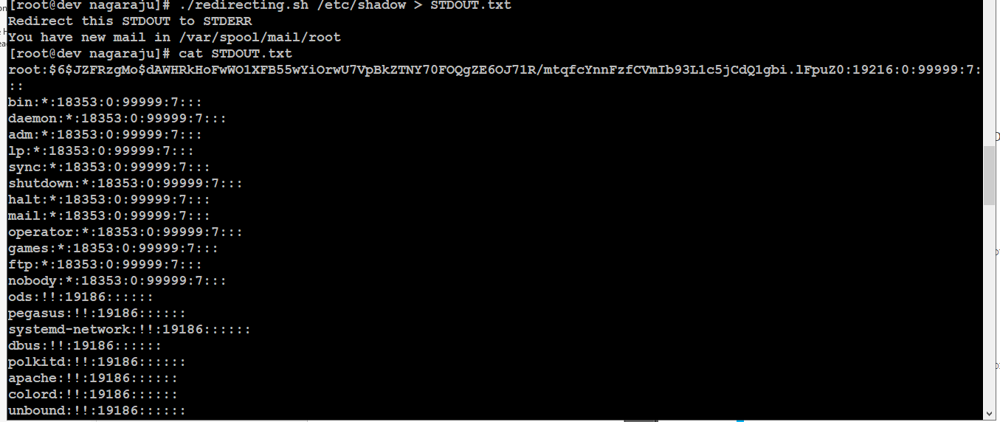 [root@dev nagaraju]# ./redirecting.sh /etc/shadow > STDOUT.txt
Redirect this STDOUT to STDERR
You have new mail in /var/spool/mail/root
[root@dev nagaraju]# cat STDOUT.txt
root:$6$JZFRzgMo$dAWHRkHoFwWO1XFB55wYiOrwU7VpBkZTNY70FOQgZE6OJ71R/mtqfcYnnFzfCVmIb93L1c5jCdQ1gbi.lFpuZ0:19216:0:99999:7:
::
bin:*:18353:0:99999:7:::
daemon:*:18353:0:99999:7:::
adm:*:18353:0:99999:7:::
lp:*:18353:0:99999:7:::
sync:*:18353:0:99999:7:::
shutdown:*:18353:0:99999:7:::
halt:*:18353:0:99999:7:::
mail:*:18353:0:99999:7:::
operator:*:18353:0:99999:7:::
games:*:18353:0:99999:7:::
ftp:*:18353:0:99999:7:::
nobody:*:18353:0:99999:7:::
ods:!!:19186::::::
pegasus:!!:19186::::::
systemd-network:!!:19186::::::
dbus:!!:19186::::::
polkitd:!!:19186::::::
apache:!!:19186::::::
colord:!!:19186::::::
unbound:!!:19186::::::